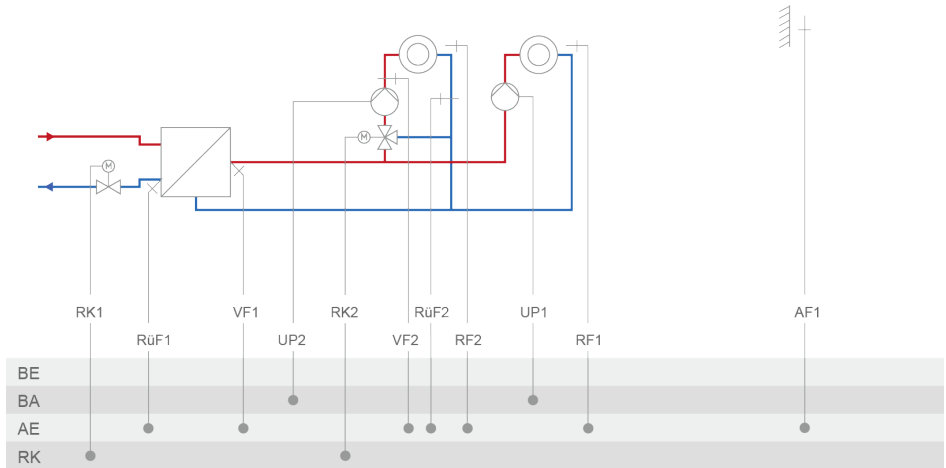 M
M
RK1 VF1 RK2 RüF2 UP1 AF1
RüF1 UP2 VF2 RF2 RF1
BE
BA
AE
RK